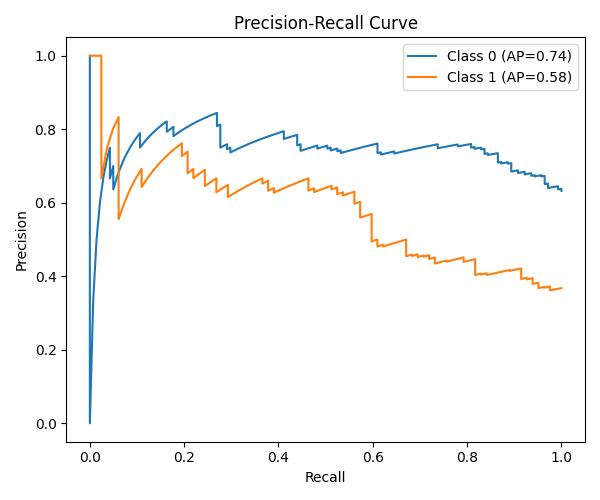 Precision-Recall Curve
Class 0 (AP=0.74)
Class 1 (AP=0.58)
Precision
1.0
0.8
0.6
0.4
0.2
0.0
0.0 0.2 0.4 0.6 0.8 1.0
Recall